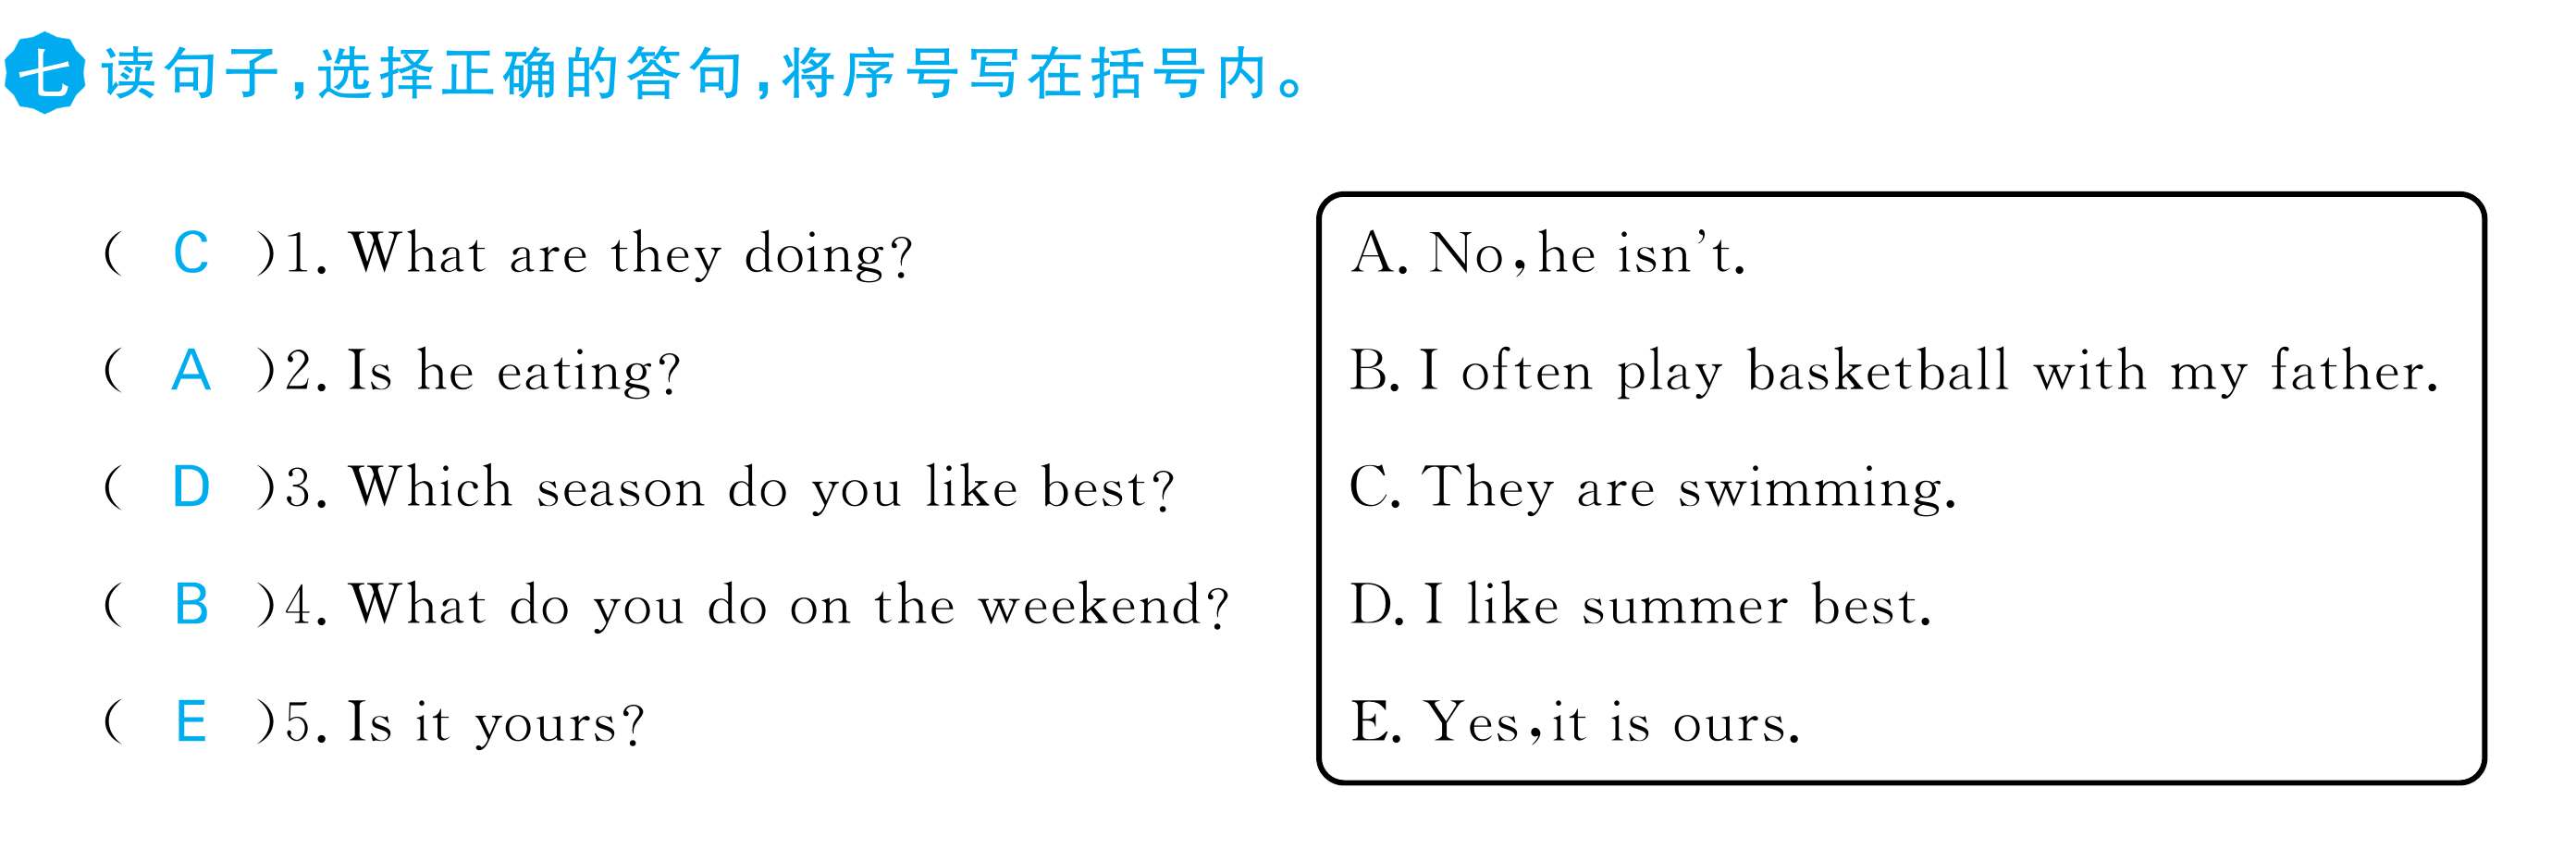 七 读句子,选择正确的答句,将序号写在括号内。
( C )1. What are they doing?
( A )2. Is he eating?
( D )3. Which season do you like best?
( B )4. What do you do on the weekend?
( E )5. Is it yours?
A. No,he isn't.
B. I often play basketball with my father.
C. They are swimming.
D. I like summer best.
E. Yes,it is ours.